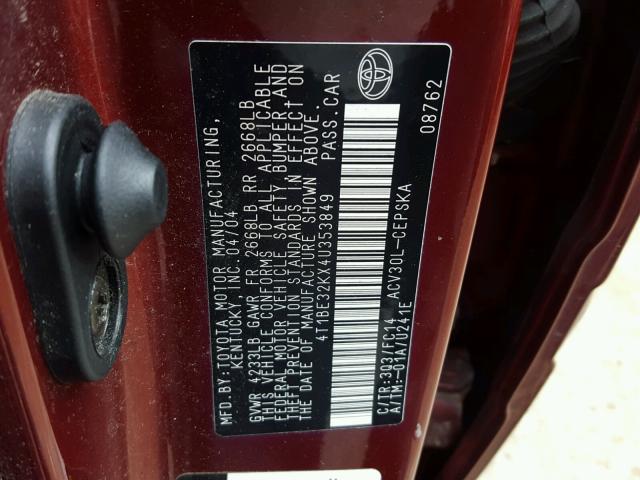 MFD.BY:TOYOTA MOTOR MANUFACTURING,
KENTUCKY, INC. 04/04
GVWR 4233LB GAWR FR 2668LB RR 2668LB
THIS VEHICLE CONFORMS TO ALL APPLICABLE
FEDERAL MOTOR VEHICLE SAFETY BUMPER AND
THEFT PREVENTION STANDARDS IN EFFECT ON
THE DATE OF MANUFACTURE SHOWN ABOVE.
4T1BE32KX4U353849 PASS.CAR
C/TR:3Q3/FC14 ACV30L-CEPSKA
A/TM:-01A/U241E
08762